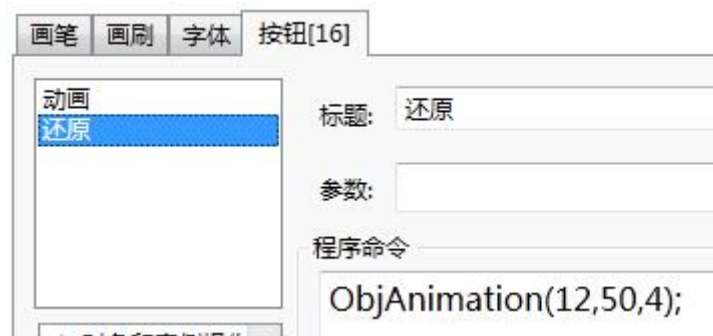 画笔 画刷 字体 按钮[16]
动画
还原
标题: 还原
参数:
程序命令
ObjAnimation(12,50,4);